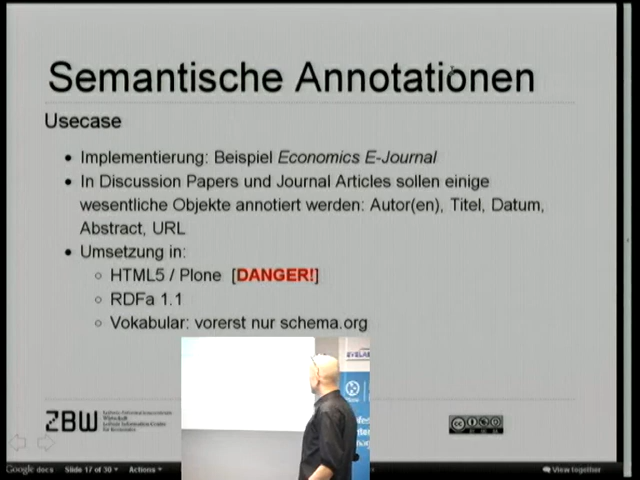 Semantische Annotationen
Usecase
• Implementierung: Beispiel Economics E-Journal
• In Discussion Papers und Journal Articles sollen einige
wesentliche Objekte annotiert werden: Autor(en), Titel, Datum,
Abstract, URL
• Umsetzung in:
○ HTML5 / Plone [DANGER!]
○ RDFa 1.1
○ Vokabular: vorerst nur schema.org
ZBW
cc
Google docs Slide 17 of 30 Actions View together